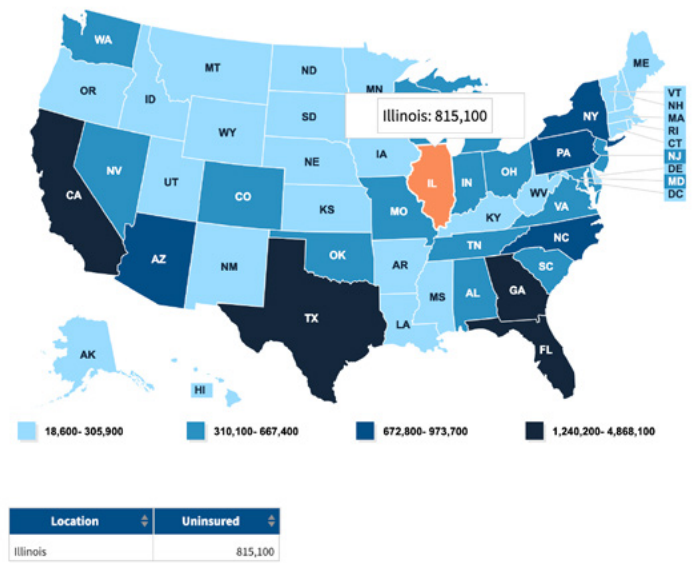 WA
MT
ND
MN
ME
OR
ID
SD
WY
VT
NH
MA
RI
CT
NJ
DE
MD
DC
Illinois: 815,100
NY
PA
IA
NE
NV
UT
CO
CA
KS
MO
IL
IN
OH
WV
VA
KY
NC
TN
SC
OK
AR
AZ
NM
TX
LA
MS
AL
GA
FL
AK
HI
18,600- 305,900
310,100- 667,400
672,800- 973,700
1,240,200- 4,868,100
Location Uninsured
Illinois 815,100